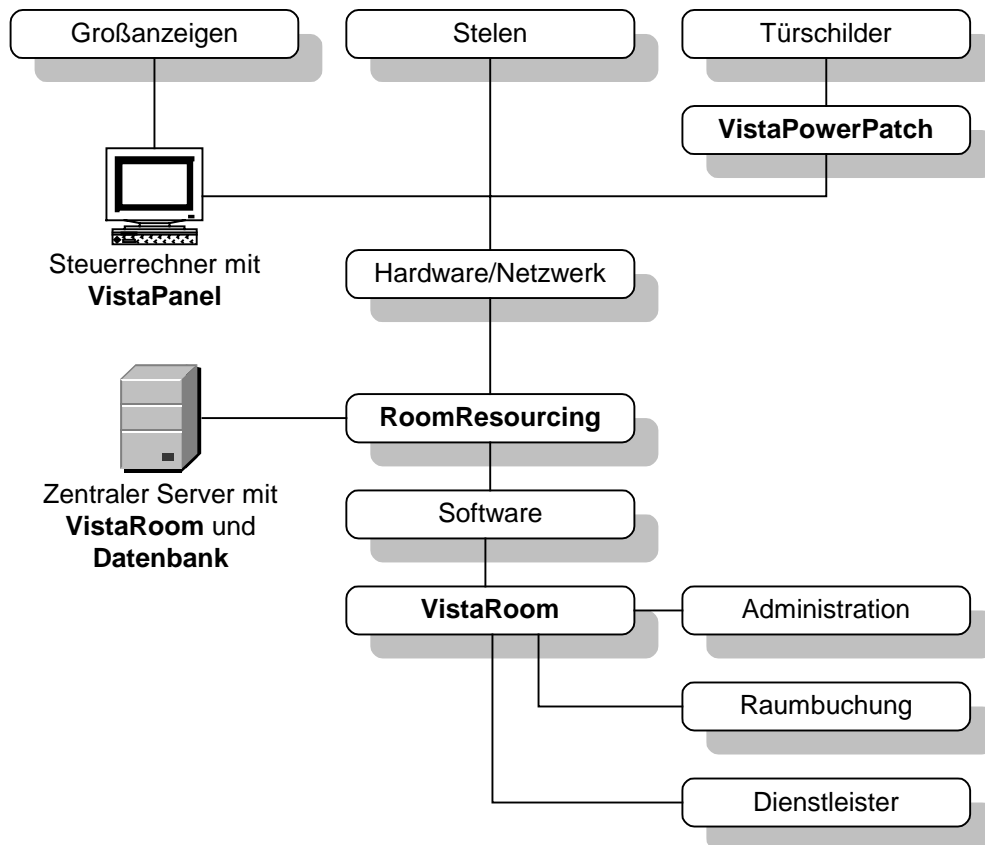 Großanzeigen
Stelen
Türschilder
VistaPowerPatch
Steuerrechner mit
VistaPanel
Hardware/Netzwerk
RoomResourcing
Zentraler Server mit
VistaRoom und
Datenbank
Software
VistaRoom
Administration
Raumbuchung
Dienstleister